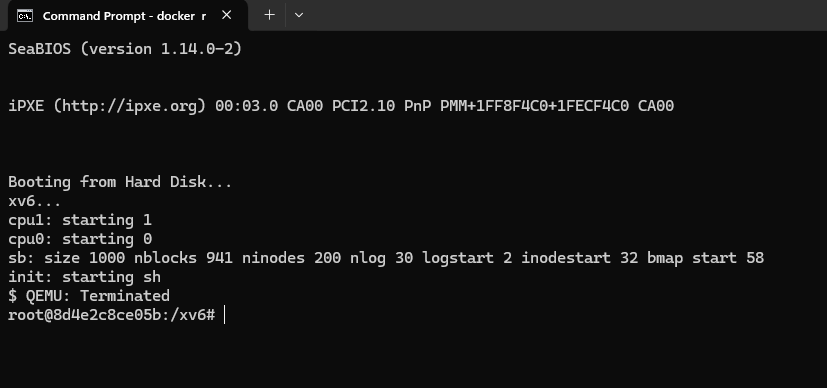 Command Prompt - docker r
SeaBIOS (version 1.14.0-2)
iPXE (http://ipxe.org) 00:03.0 CA00 PCI2.10 PnP PMM+1FF8F4C0+1FECF4C0 CA00
Booting from Hard Disk...
xv6...
cpu1: starting 1
cpu0: starting 0
sb: size 1000 nblocks 941 ninodes 200 nlog 30 logstart 2 inodestart 32 bmap start 58
init: starting sh
$ QEMU: Terminated
root@8d4e2c8ce05b:/xv6#